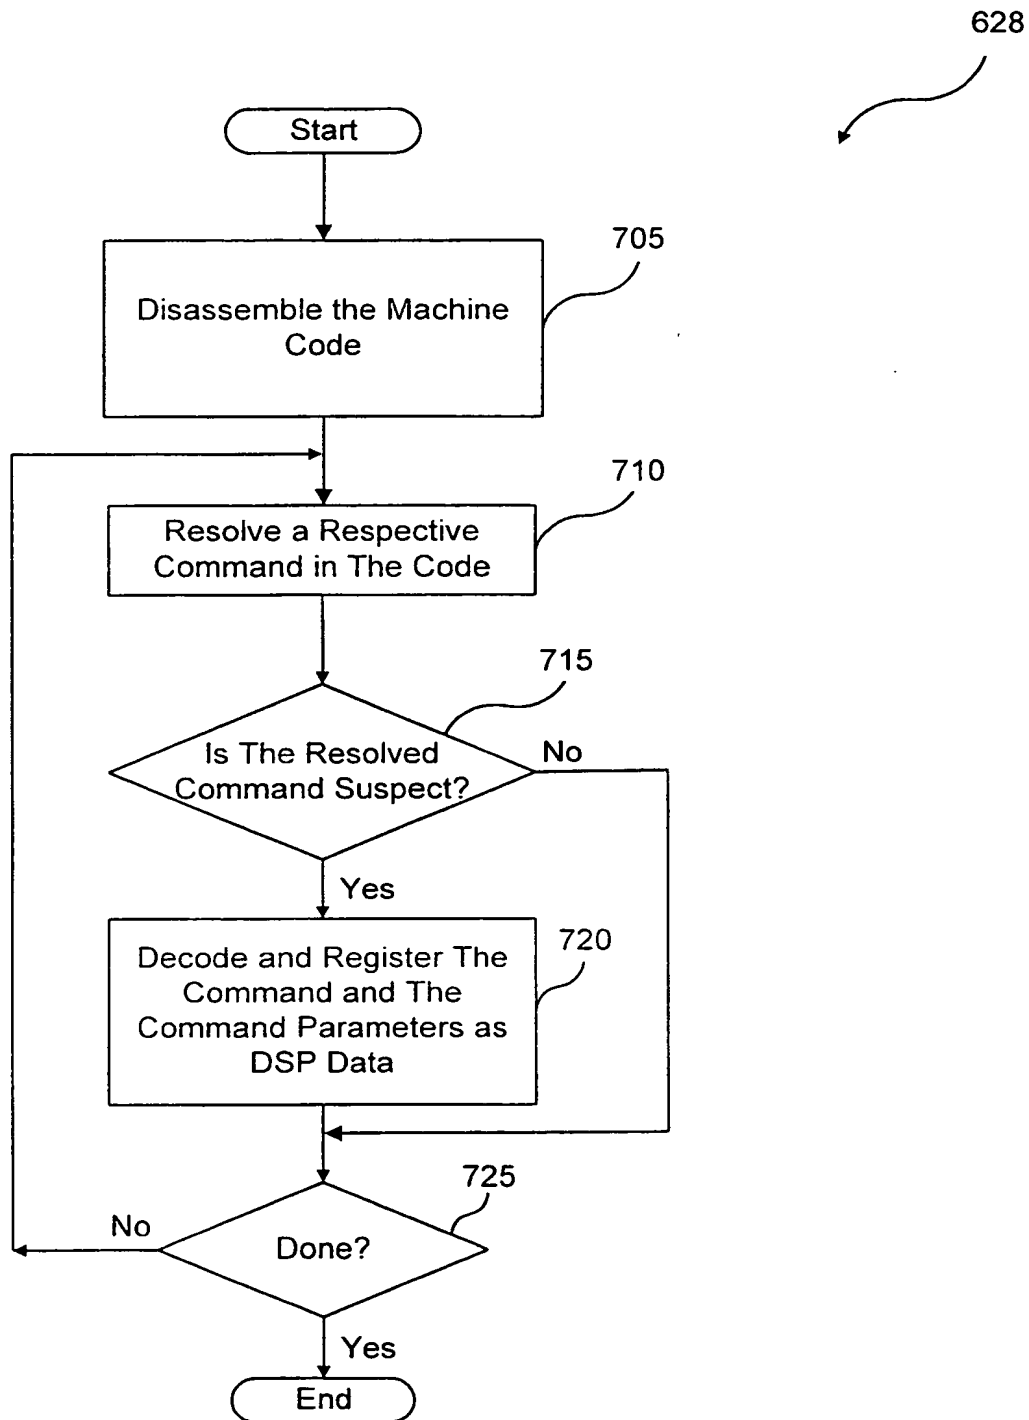 628
Start
705
Disassemble the Machine
Code
710
Resolve a Respective
Command in The Code
715
Is The Resolved
Command Suspect?
No
Yes
720
Decode and Register The
Command and The
Command Parameters as
DSP Data
725
No
Done?
Yes
End